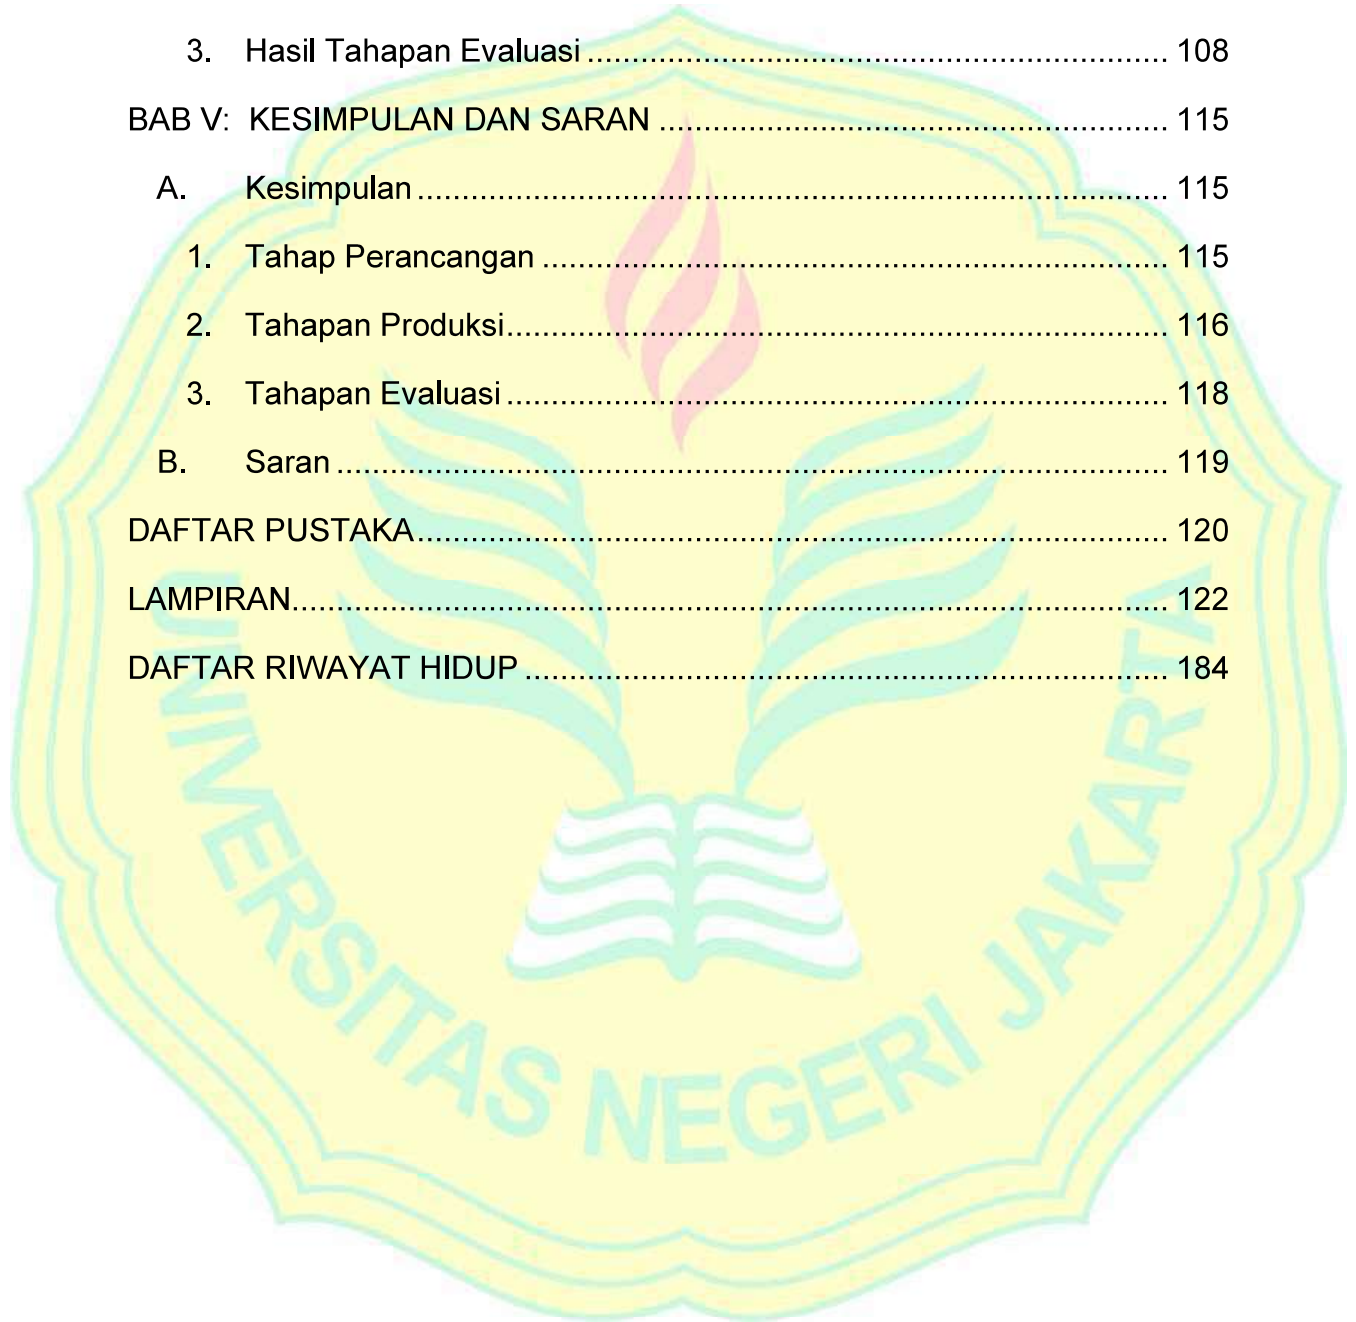 3. Hasil Tahapan Evaluasi ................................................................ 108
BAB V: KESIMPULAN DAN SARAN ........................................................ 115
A. Kesimpulan ................................................................................... 115
1. Tahap Perancangan ..................................................................... 115
2. Tahapan Produksi......................................................................... 116
3. Tahapan Evaluasi ......................................................................... 118
B. Saran ............................................................................................ 119
DAFTAR PUSTAKA................................................................................... 120
LAMPIRAN................................................................................................. 122
DAFTAR RIWAYAT HIDUP ....................................................................... 184
UNIVERSITAS NEGERI JAKARTA